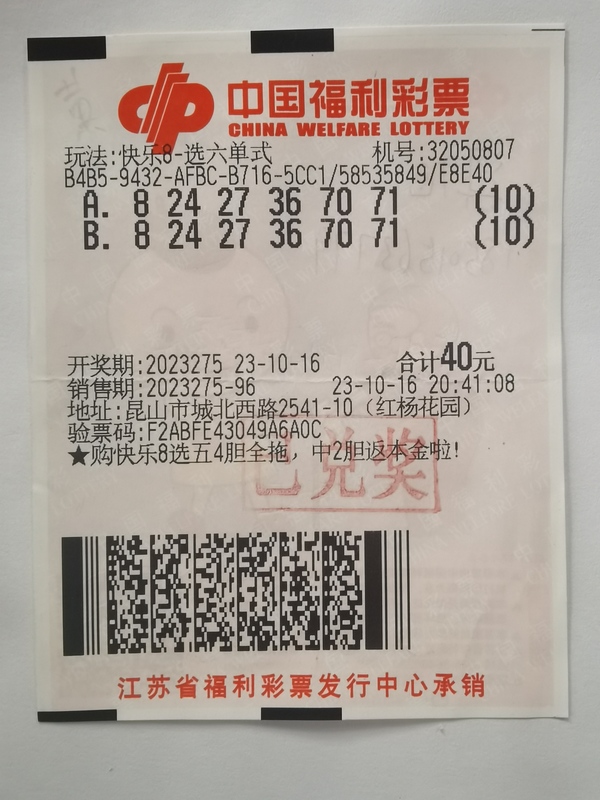 中国福利彩票
CHINA WELFARE LOTTERY
玩法:快乐8-选六单式 机号:32050807
B4B5-9432-AFBC-B716-5CC1/58535849/E8E40
A. 8 24 27 36 70 71 (10)
B. 8 24 27 36 70 71 (10)
开奖期:2023275 23-10-16 合计40元
销售期:2023275-96 23-10-16 20:41:08
地址:昆山市城北西路2541-10（红杨花园）
验票码:F2ABFE43049A6A0C
★购快乐8选五4胆全拖，中2胆返本金啦!
已兑奖
江苏省福利彩票发行中心承销